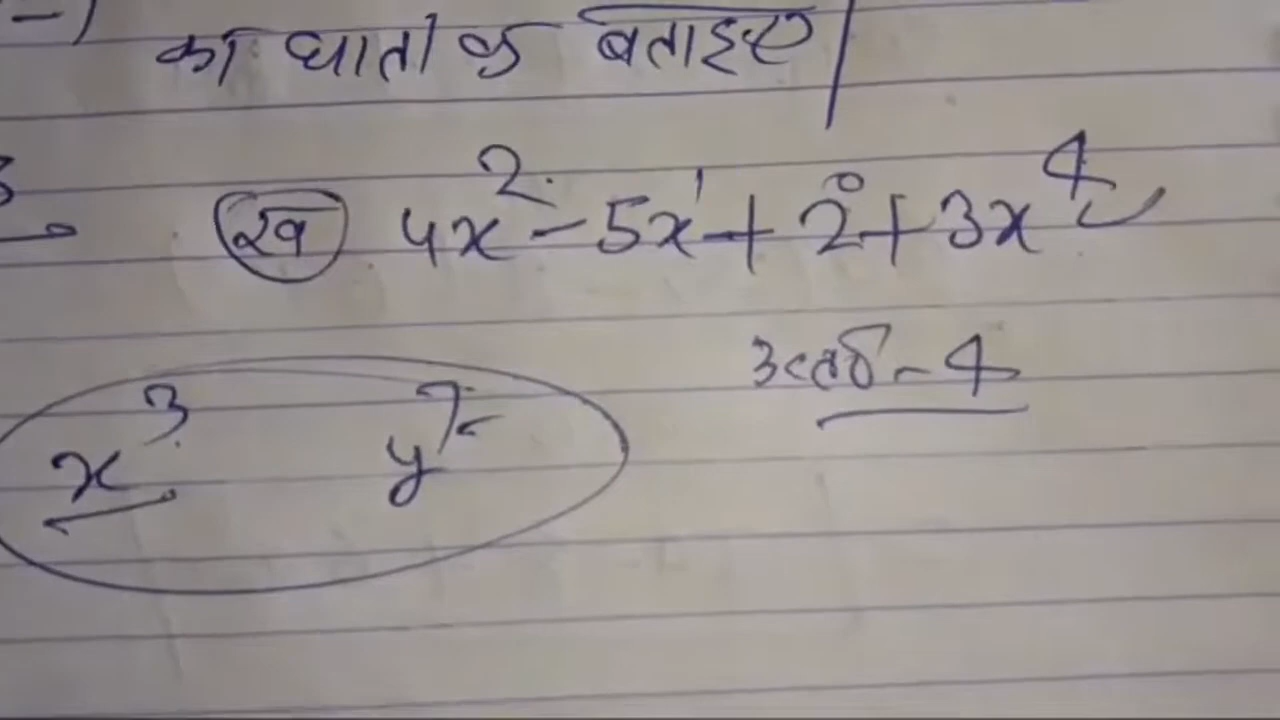 का घातांक बताइए
ख 4x² - 5x¹ + 2⁰ + 3x⁴
उत्तर - 4
x³ y⁷